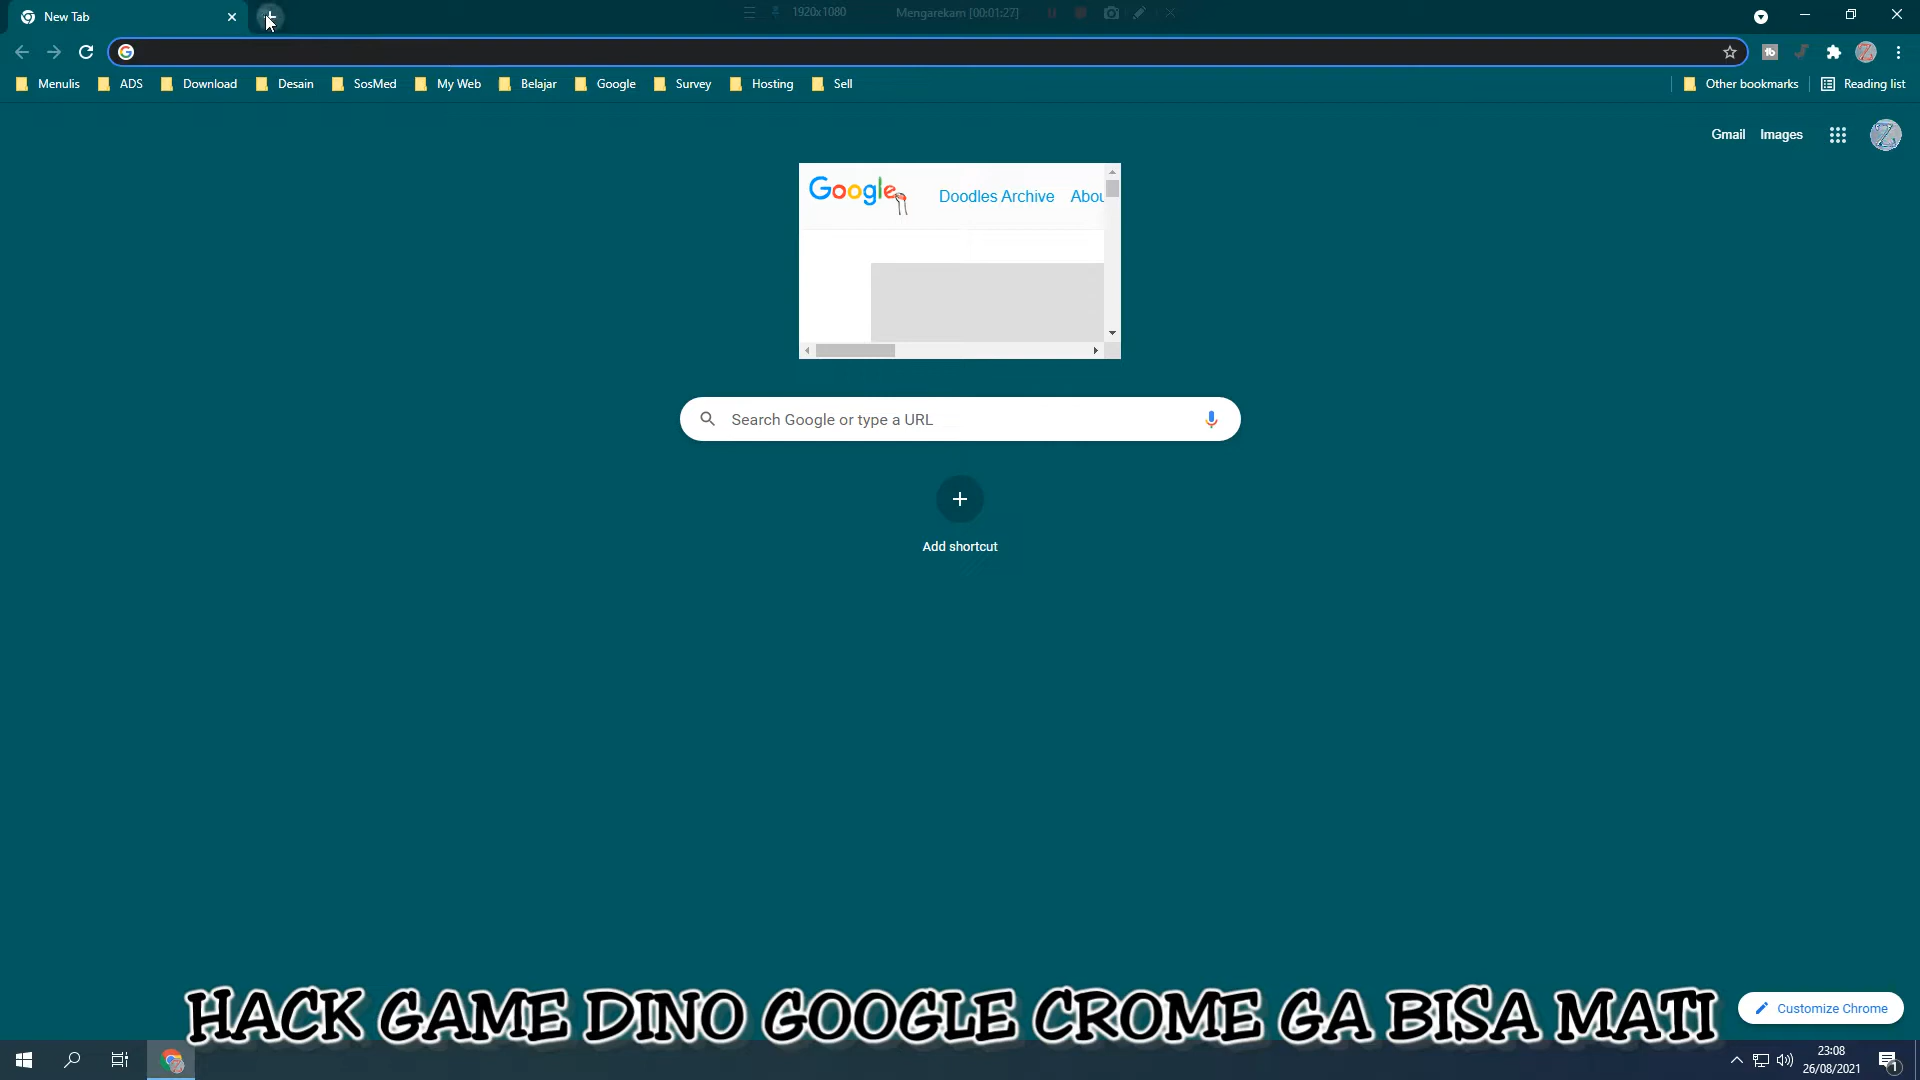 New Tab
1920x1080
Mengarekam [00:01:27]
Menulis
ADS
Download
Desain
SosMed
My Web
Belajar
Google
Survey
Hosting
Sell
Other bookmarks
Reading list
Gmail
Images
Google
Doodles Archive
Abou
Search Google or type a URL
Add shortcut
HACK GAME DINO GOOGLE CROME GA BISA MATI
Customize Chrome
23:08
26/08/2021
1